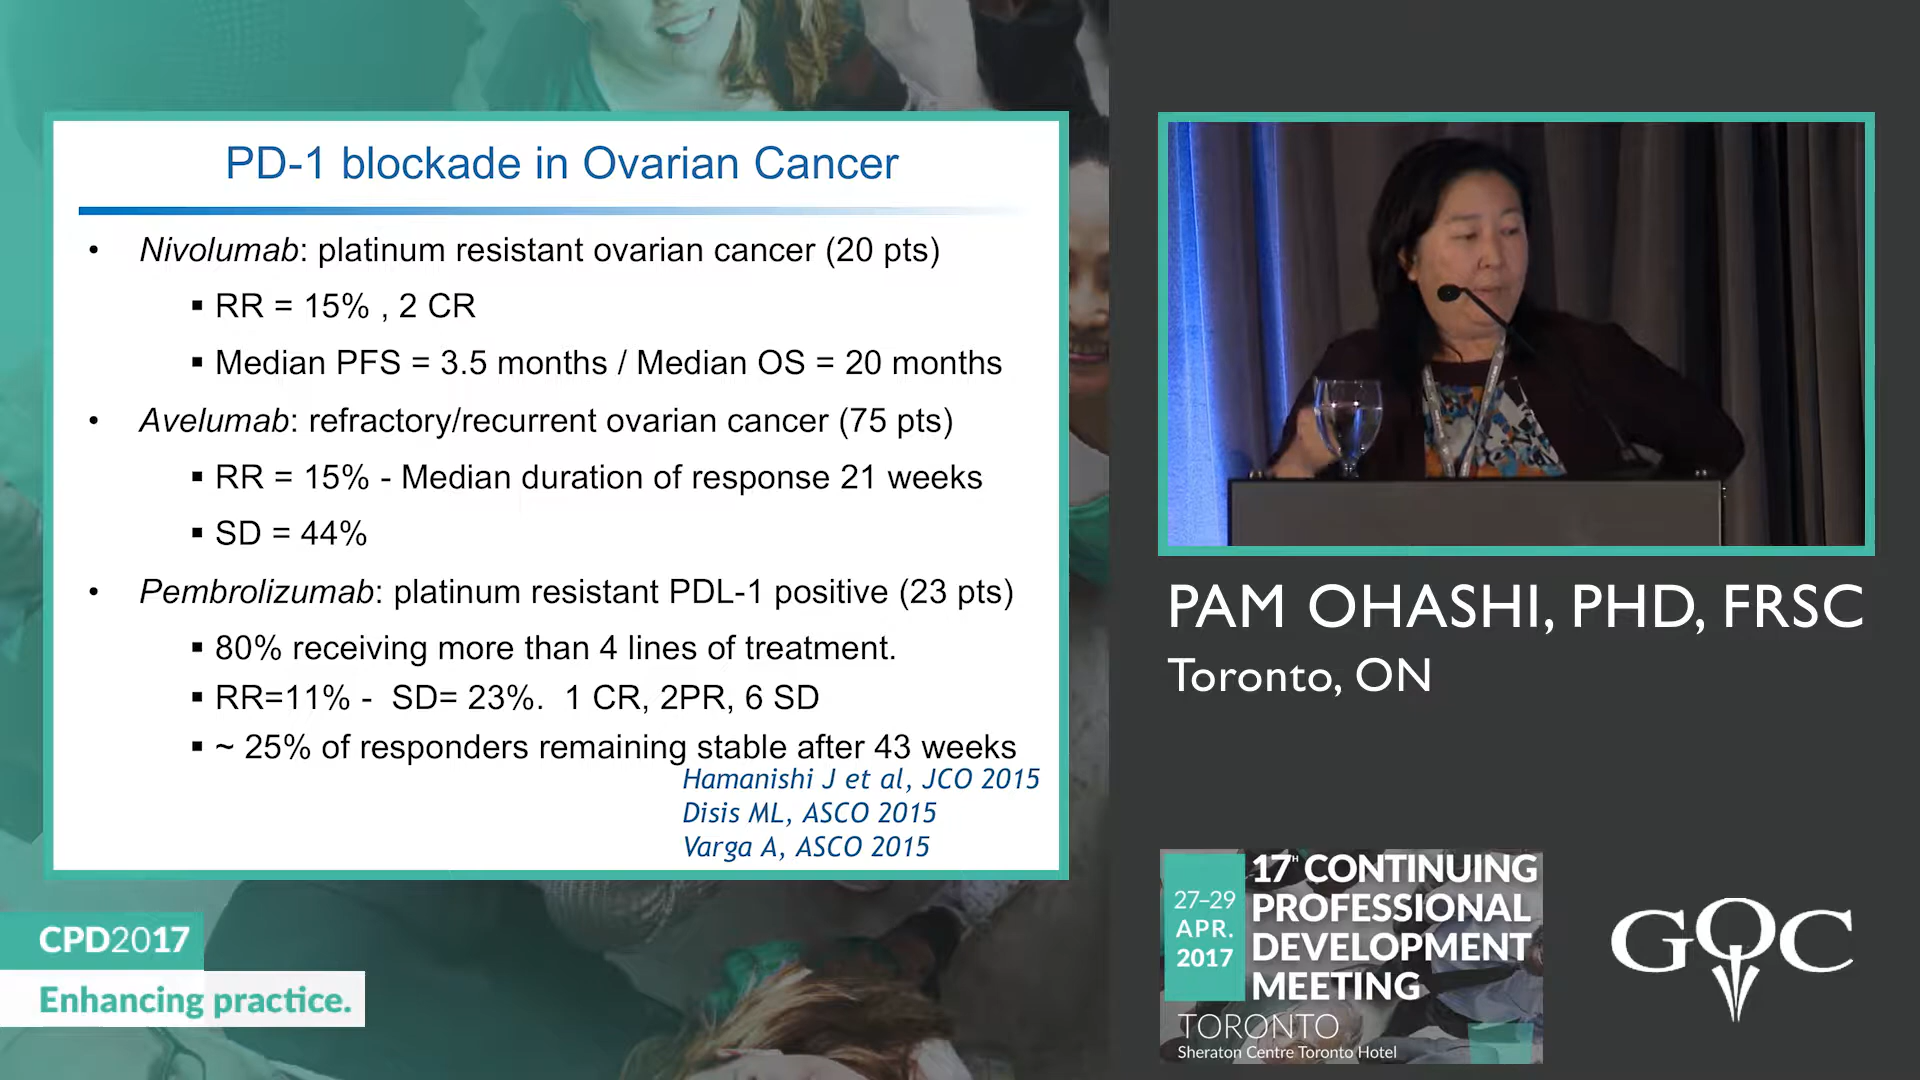 PD-1 blockade in Ovarian Cancer
• Nivolumab: platinum resistant ovarian cancer (20 pts)
▪ RR = 15% , 2 CR
▪ Median PFS = 3.5 months / Median OS = 20 months
• Avelumab: refractory/recurrent ovarian cancer (75 pts)
▪ RR = 15% - Median duration of response 21 weeks
▪ SD = 44%
• Pembrolizumab: platinum resistant PDL-1 positive (23 pts)
▪ 80% receiving more than 4 lines of treatment.
▪ RR=11% - SD= 23%. 1 CR, 2PR, 6 SD
▪ ~ 25% of responders remaining stable after 43 weeks
Hamanishi J et al, JCO 2015
Disis ML, ASCO 2015
Varga A, ASCO 2015
CPD2017
Enhancing practice.
PAM OHASHI, PHD, FRSC
Toronto, ON
27–29
APR.
2017
17TH CONTINUING
PROFESSIONAL
DEVELOPMENT
MEETING
TORONTO
Sheraton Centre Toronto Hotel
GOC